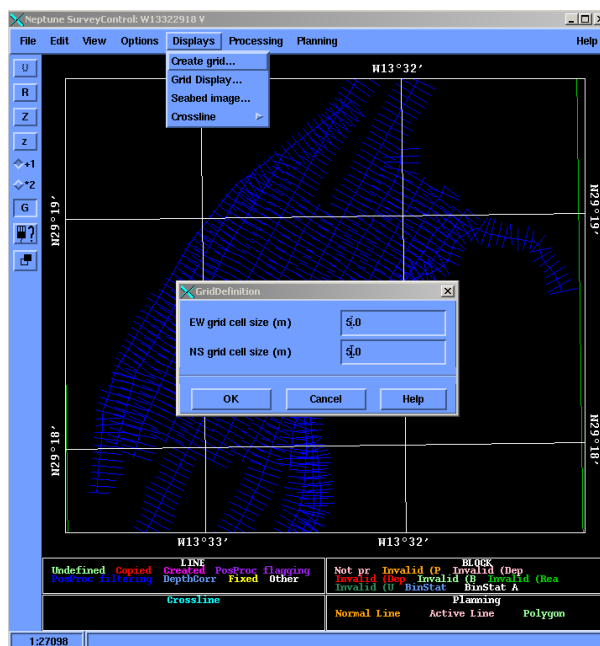 Neptune SurveyControl: W13322918 V
File Edit View Options Displays Processing Planning Help
Create grid...
Grid Display...
Seabed image...
Crossline
U
R
Z
z
+1
*2
G
?
W13°32'
N29°19'
N29°19'
GridDefinition
EW grid cell size (m) 5.0
NS grid cell size (m) 5.0
OK Cancel Help
N29°18'
N29°18'
W13°33' W13°32'
LINE
Undefined Copied Created PosProc flagging
PosProc filtering DepthCorr Fixed Other
BLOCK
Not pr Invalid (P Invalid (Dep
Invalid (Dep Invalid (B Invalid (Rea
Invalid (U BinStat BinStat A
Crossline
Planning
Normal Line Active Line Polygon
1:27098